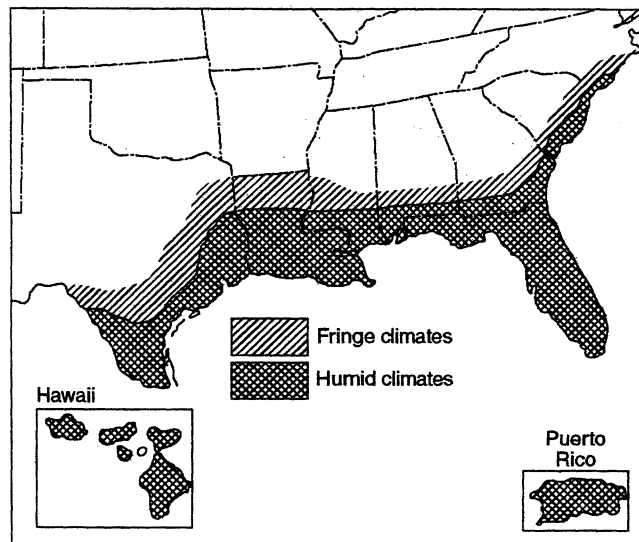 Fringe climates
Humid climates
Hawaii
Puerto
Rico